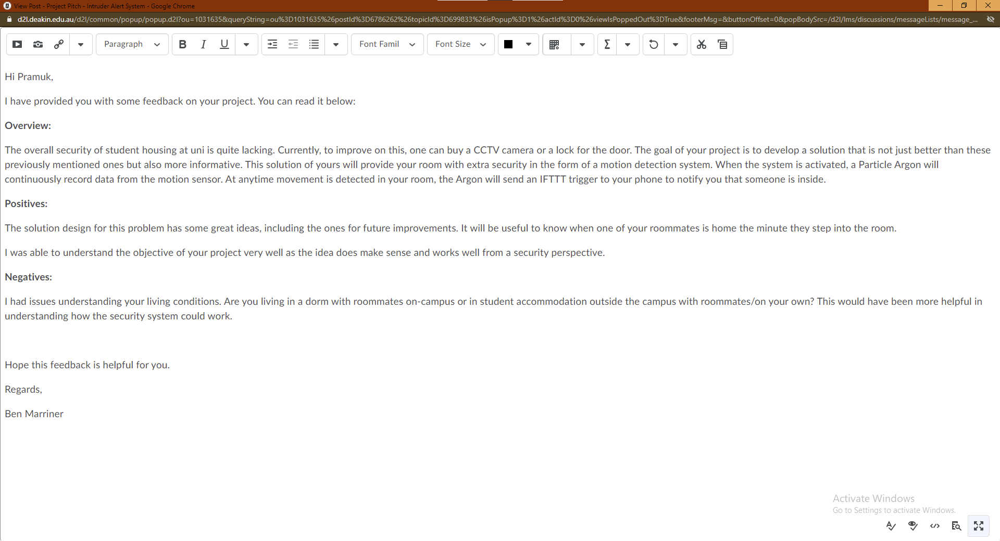 View Post - Project Pitch - Intruder Alert System - Google Chrome
d2l.deakin.edu.au/d2l/common/popup/popup.d2l?ou=1031635&queryString=ou%3D1031635%26postId%3D6786262%26topicId%3D699833%26isPopup%3D1%26actId%3D0%26viewIsPoppedOut%3DTrue&footerMsg=&buttonOffset=0&popBodySrc=/d2l/lms/discussions/messageLists/message_...
Paragraph B I U Font Famil Font Size Σ
Hi Pramuk,
I have provided you with some feedback on your project. You can read it below:
Overview:
The overall security of student housing at uni is quite lacking. Currently, to improve on this, one can buy a CCTV camera or a lock for the door. The goal of your project is to develop a solution that is not just better than these
previously mentioned ones but also more informative. This solution of yours will provide your room with extra security in the form of a motion detection system. When the system is activated, a Particle Argon will
continuously record data from the motion sensor. At anytime movement is detected in your room, the Argon will send an IFTTT trigger to your phone to notify you that someone is inside.
Positives:
The solution design for this problem has some great ideas, including the ones for future improvements. It will be useful to know when one of your roommates is home the minute they step into the room.
I was able to understand the objective of your project very well as the idea does make sense and works well from a security perspective.
Negatives:
I had issues understanding your living conditions. Are you living in a dorm with roommates on-campus or in student accommodation outside the campus with roommates/on your own? This would have been more helpful in
understanding how the security system could work.
Hope this feedback is helpful for you.
Regards,
Ben Marriner
Activate Windows
Go to Settings to activate Windows.